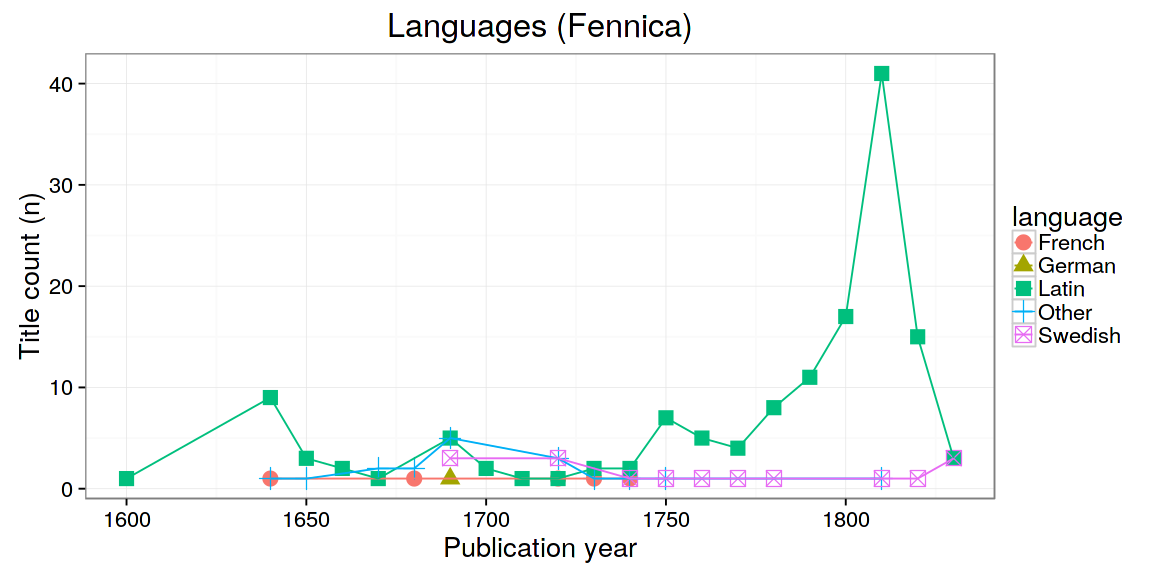 Languages (Fennica)
40
30
20
10
0
Title count (n)
1600 1650 1700 1750 1800
Publication year
language
French
German
Latin
Other
Swedish